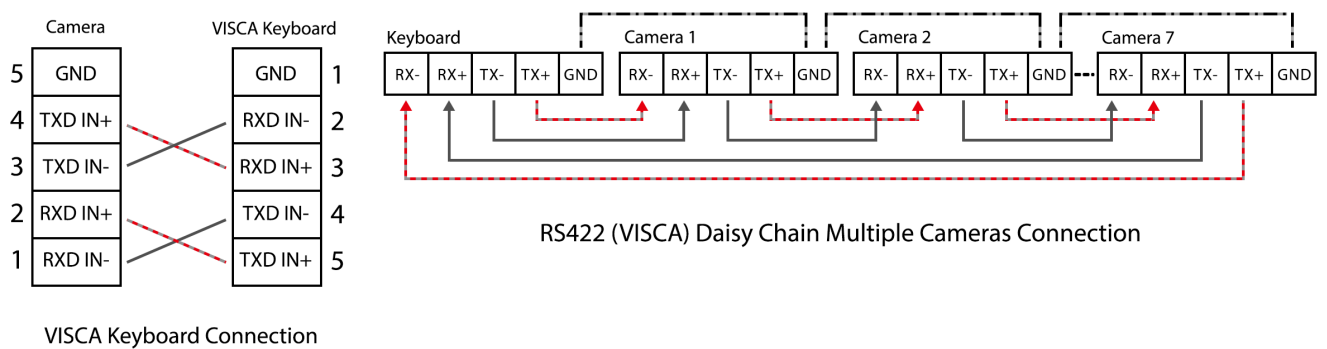 Camera VISCA Keyboard
5 GND GND 1
4 TXD IN+ RXD IN- 2
3 TXD IN- RXD IN+ 3
2 RXD IN+ TXD IN- 4
1 RXD IN- TXD IN+ 5
VISCA Keyboard Connection
Keyboard Camera 1 Camera 2 Camera 7
RX- RX+ TX- TX+ GND RX- RX+ TX- TX+ GND RX- RX+ TX- TX+ GND RX- RX+ TX- TX+ GND
RS422 (VISCA) Daisy Chain Multiple Cameras Connection